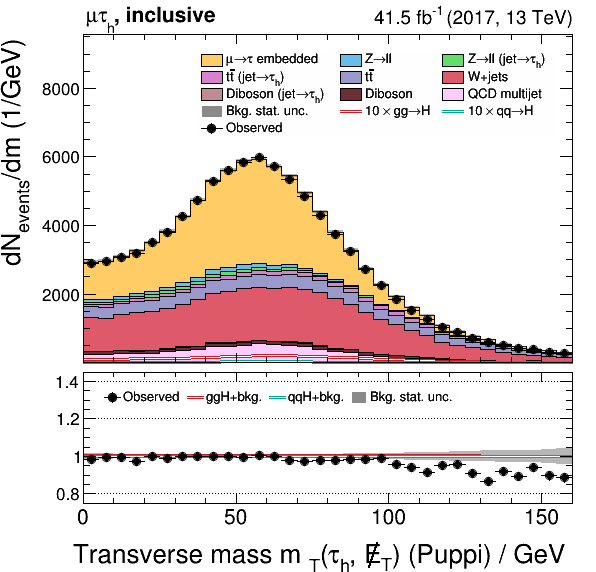 μτh, inclusive 41.5 fb-1 (2017, 13 TeV)
dNevents/dm (1/GeV)
8000
6000
4000
2000
μ→τ embedded Z→ll Z→ll (jet→τh)
tt̄ (jet→τh) tt̄ W+jets
Diboson (jet→τh) Diboson QCD multijet
Bkg. stat. unc. 10 × gg→H 10 × qq→H
Observed
1.4
1.2
1
0.8
Observed ggH+bkg. qqH+bkg. Bkg. stat. unc.
0 50 100 150
Transverse mass m T(τh, E̸T) (Puppi) / GeV